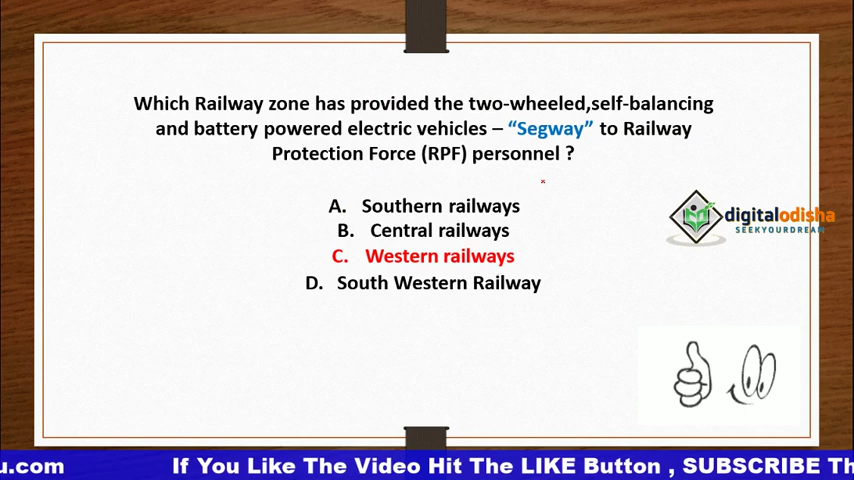 Which Railway zone has provided the two-wheeled,self-balancing
and battery powered electric vehicles – “Segway” to Railway
Protection Force (RPF) personnel ?
A. Southern railways
B. Central railways
C. Western railways
D. South Western Railway
digitalodisha
SEEKYOURDREAM
u.com If You Like The Video Hit The LIKE Button , SUBSCRIBE Th